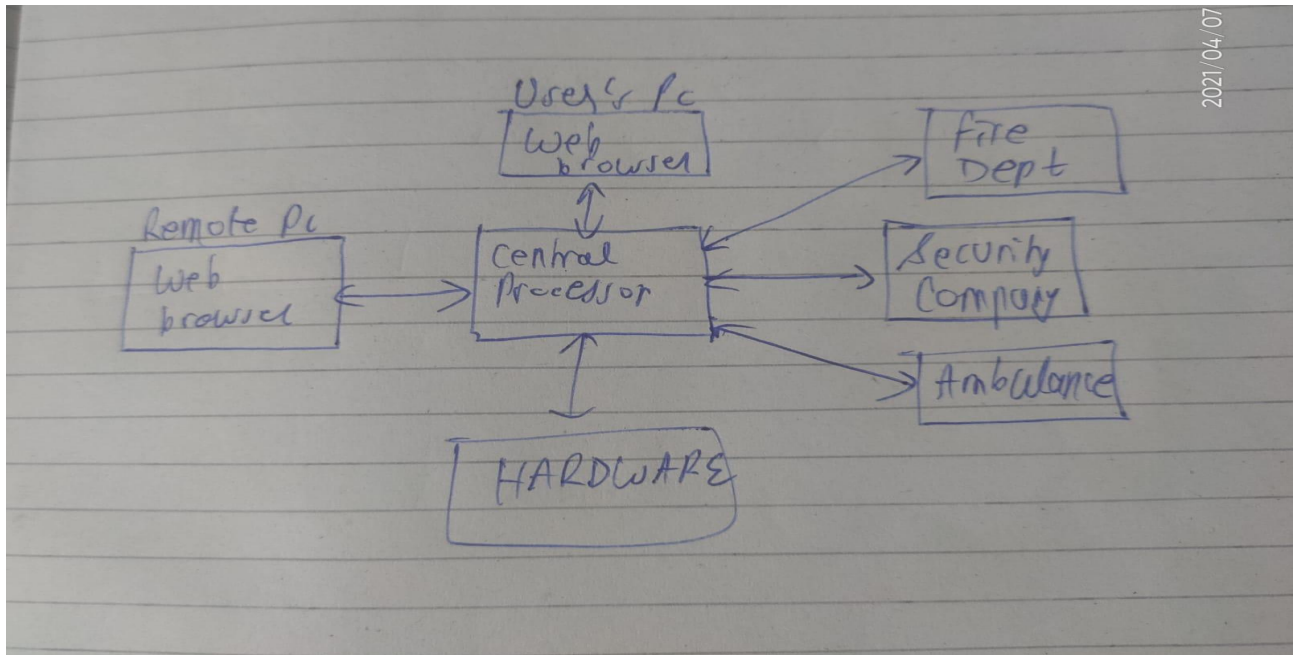 2021/04/07
User's Pc
Web
browser
Fire
Dept
Remote Pc
Web
browser
Central
Processor
Security
Company
Ambulance
HARDWARE